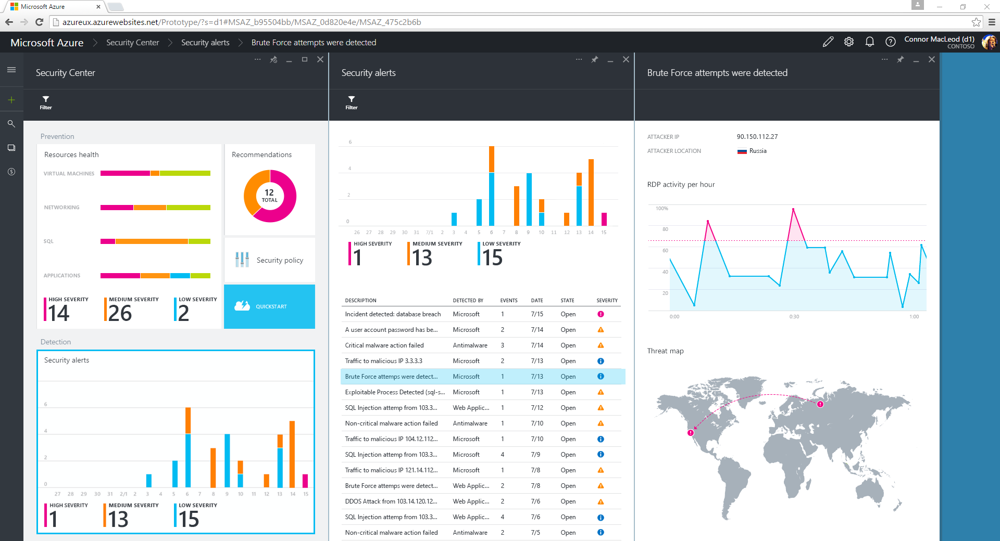 Microsoft Azure
azureux.azurewebsites.net/Prototype/?s=d1#MSAZ_b95504bb/MSAZ_0d820e4e/MSAZ_475c2b6b
Microsoft Azure Security Center Security alerts Brute Force attempts were detected
Connor MacLeod (d1)
CONTOSO
Security Center
Filter
Prevention
Resources health
VIRTUAL MACHINES
NETWORKING
SQL
APPLICATIONS
HIGH SEVERITY MEDIUM SEVERITY LOW SEVERITY
14 26 2
Recommendations
12
TOTAL
Security policy
QUICKSTART
Detection
Security alerts
6
4
2
0
27 28 29 30 31 2/1 2 3 4 5 6 7 8 9 10 11 12 13 14 15
HIGH SEVERITY MEDIUM SEVERITY LOW SEVERITY
1 13 15
Security alerts
Filter
6
4
2
0
26 27 28 29 30 31 7/1 2 3 4 5 6 7 8 9 10 11 12 13 14 15
HIGH SEVERITY MEDIUM SEVERITY LOW SEVERITY
1 13 15
DESCRIPTION DETECTED BY EVENTS DATE STATE SEVERITY
Incident detected: database breach Microsoft 1 7/15 Open
A user account password has be... Microsoft 2 7/14 Open
Critical malware action failed Antimalware 3 7/14 Open
Traffic to malicious IP 3.3.3.3 Microsoft 2 7/13 Open
Brute Force attemps were detect... Microsoft 1 7/13 Open
Exploitable Process Detected (sql-s... Microsoft 1 7/13 Open
SQL Injection attemp from 103.3... Web Applic... 1 7/12 Open
Non-critical malware action failed Antimalware 1 7/10 Open
Traffic to malicious IP 104.12.112... Microsoft 1 7/10 Open
SQL Injection attemp from 103.3... Microsoft 4 7/9 Open
Traffic to malicious IP 121.14.112... Microsoft 1 7/8 Open
Brute Force attemps were detect... Web Applic... 2 7/8 Open
DDOS Attack from 103.14.120.12... Web Applic... 2 7/6 Open
SQL Injection attemp from 103.3... Web Applic... 4 7/6 Open
Non-critical malware action failed Antimalware 2 7/5 Open
Brute Force attempts were detected
ATTACKER IP 90.150.112.27
ATTACKER LOCATION Russia
RDP activity per hour
100%
80
60
40
20
0:00 0:30 1:00
Threat map